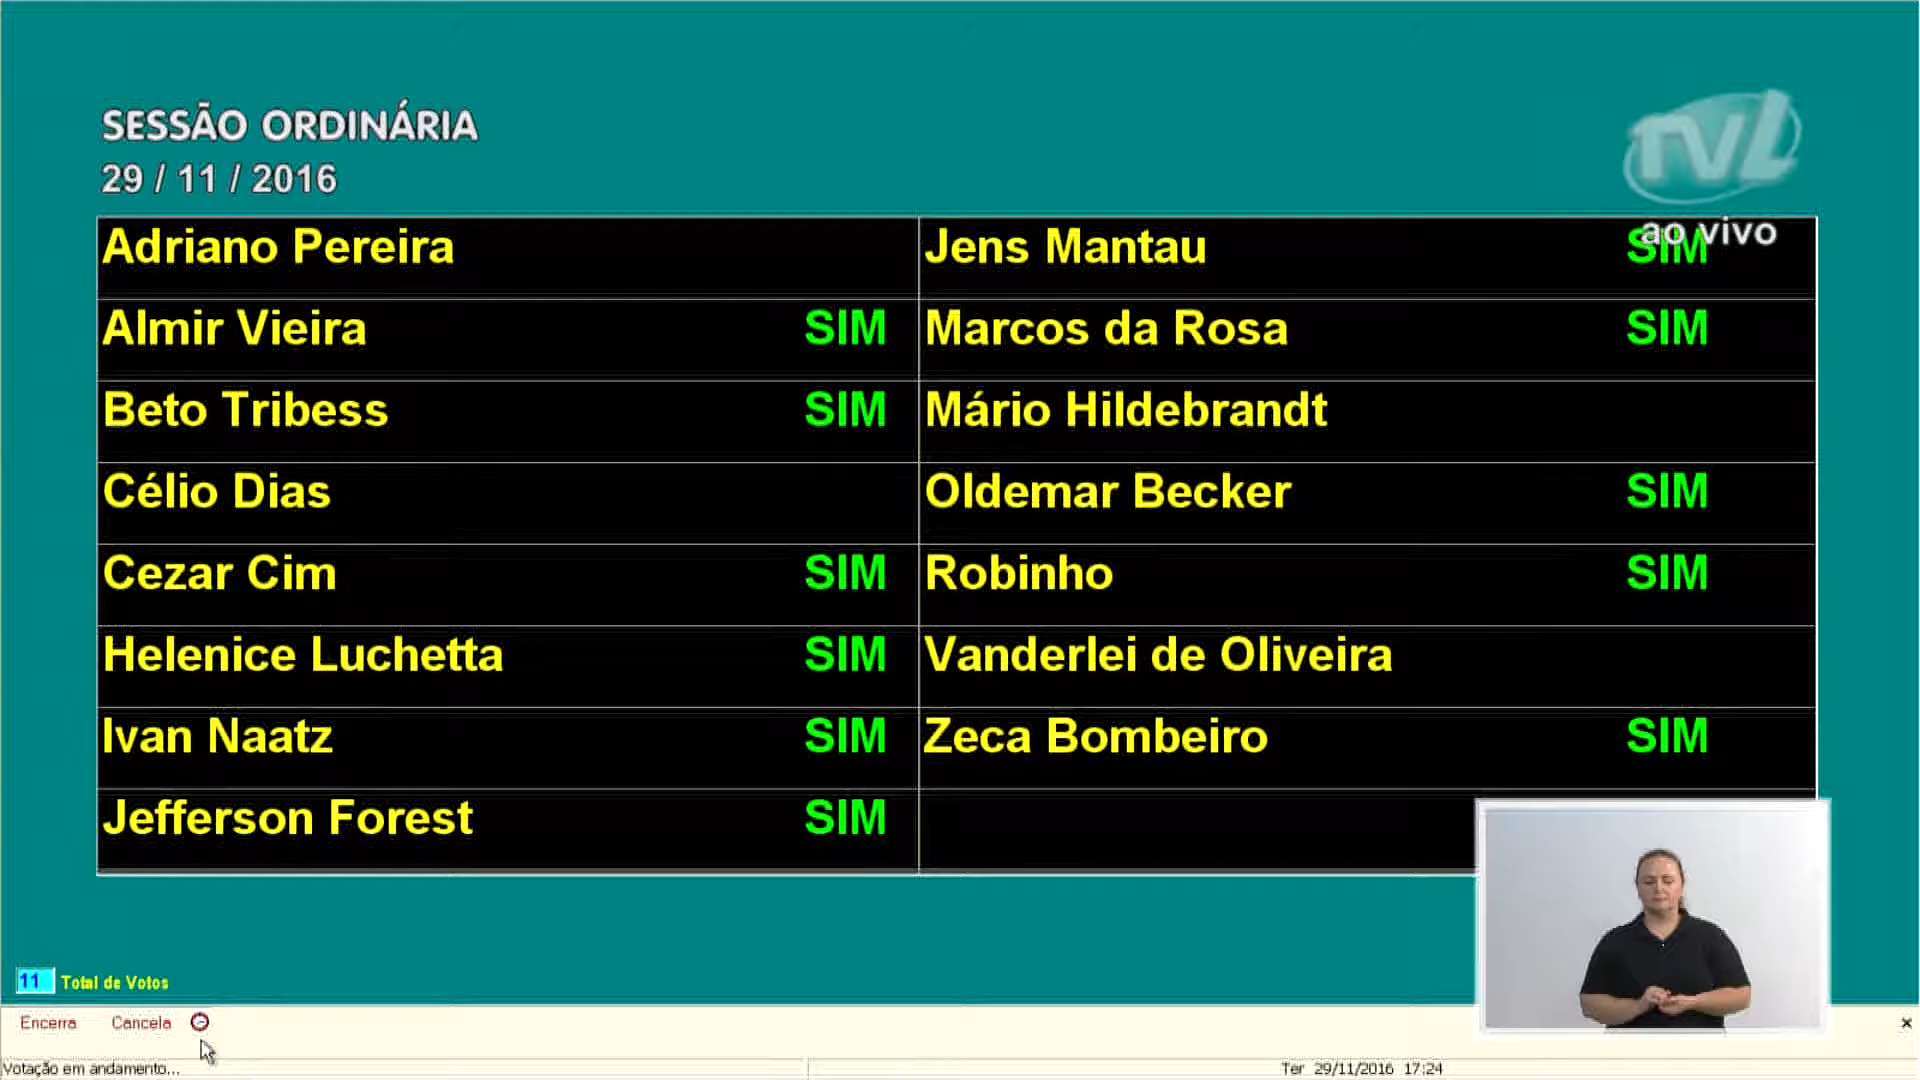 SESSÃO ORDINÁRIA
29 / 11 / 2016
TVL
ao vivo
Adriano Pereira
Jens Mantau SIM
Almir Vieira SIM
Marcos da Rosa SIM
Beto Tribess SIM
Mário Hildebrandt
Célio Dias
Oldemar Becker SIM
Cezar Cim SIM
Robinho SIM
Helenice Luchetta SIM
Vanderlei de Oliveira
Ivan Naatz SIM
Zeca Bombeiro SIM
Jefferson Forest SIM
11 Total de Votos
Encerra Cancela
Votação em andamento...
Ter 29/11/2016 17:24